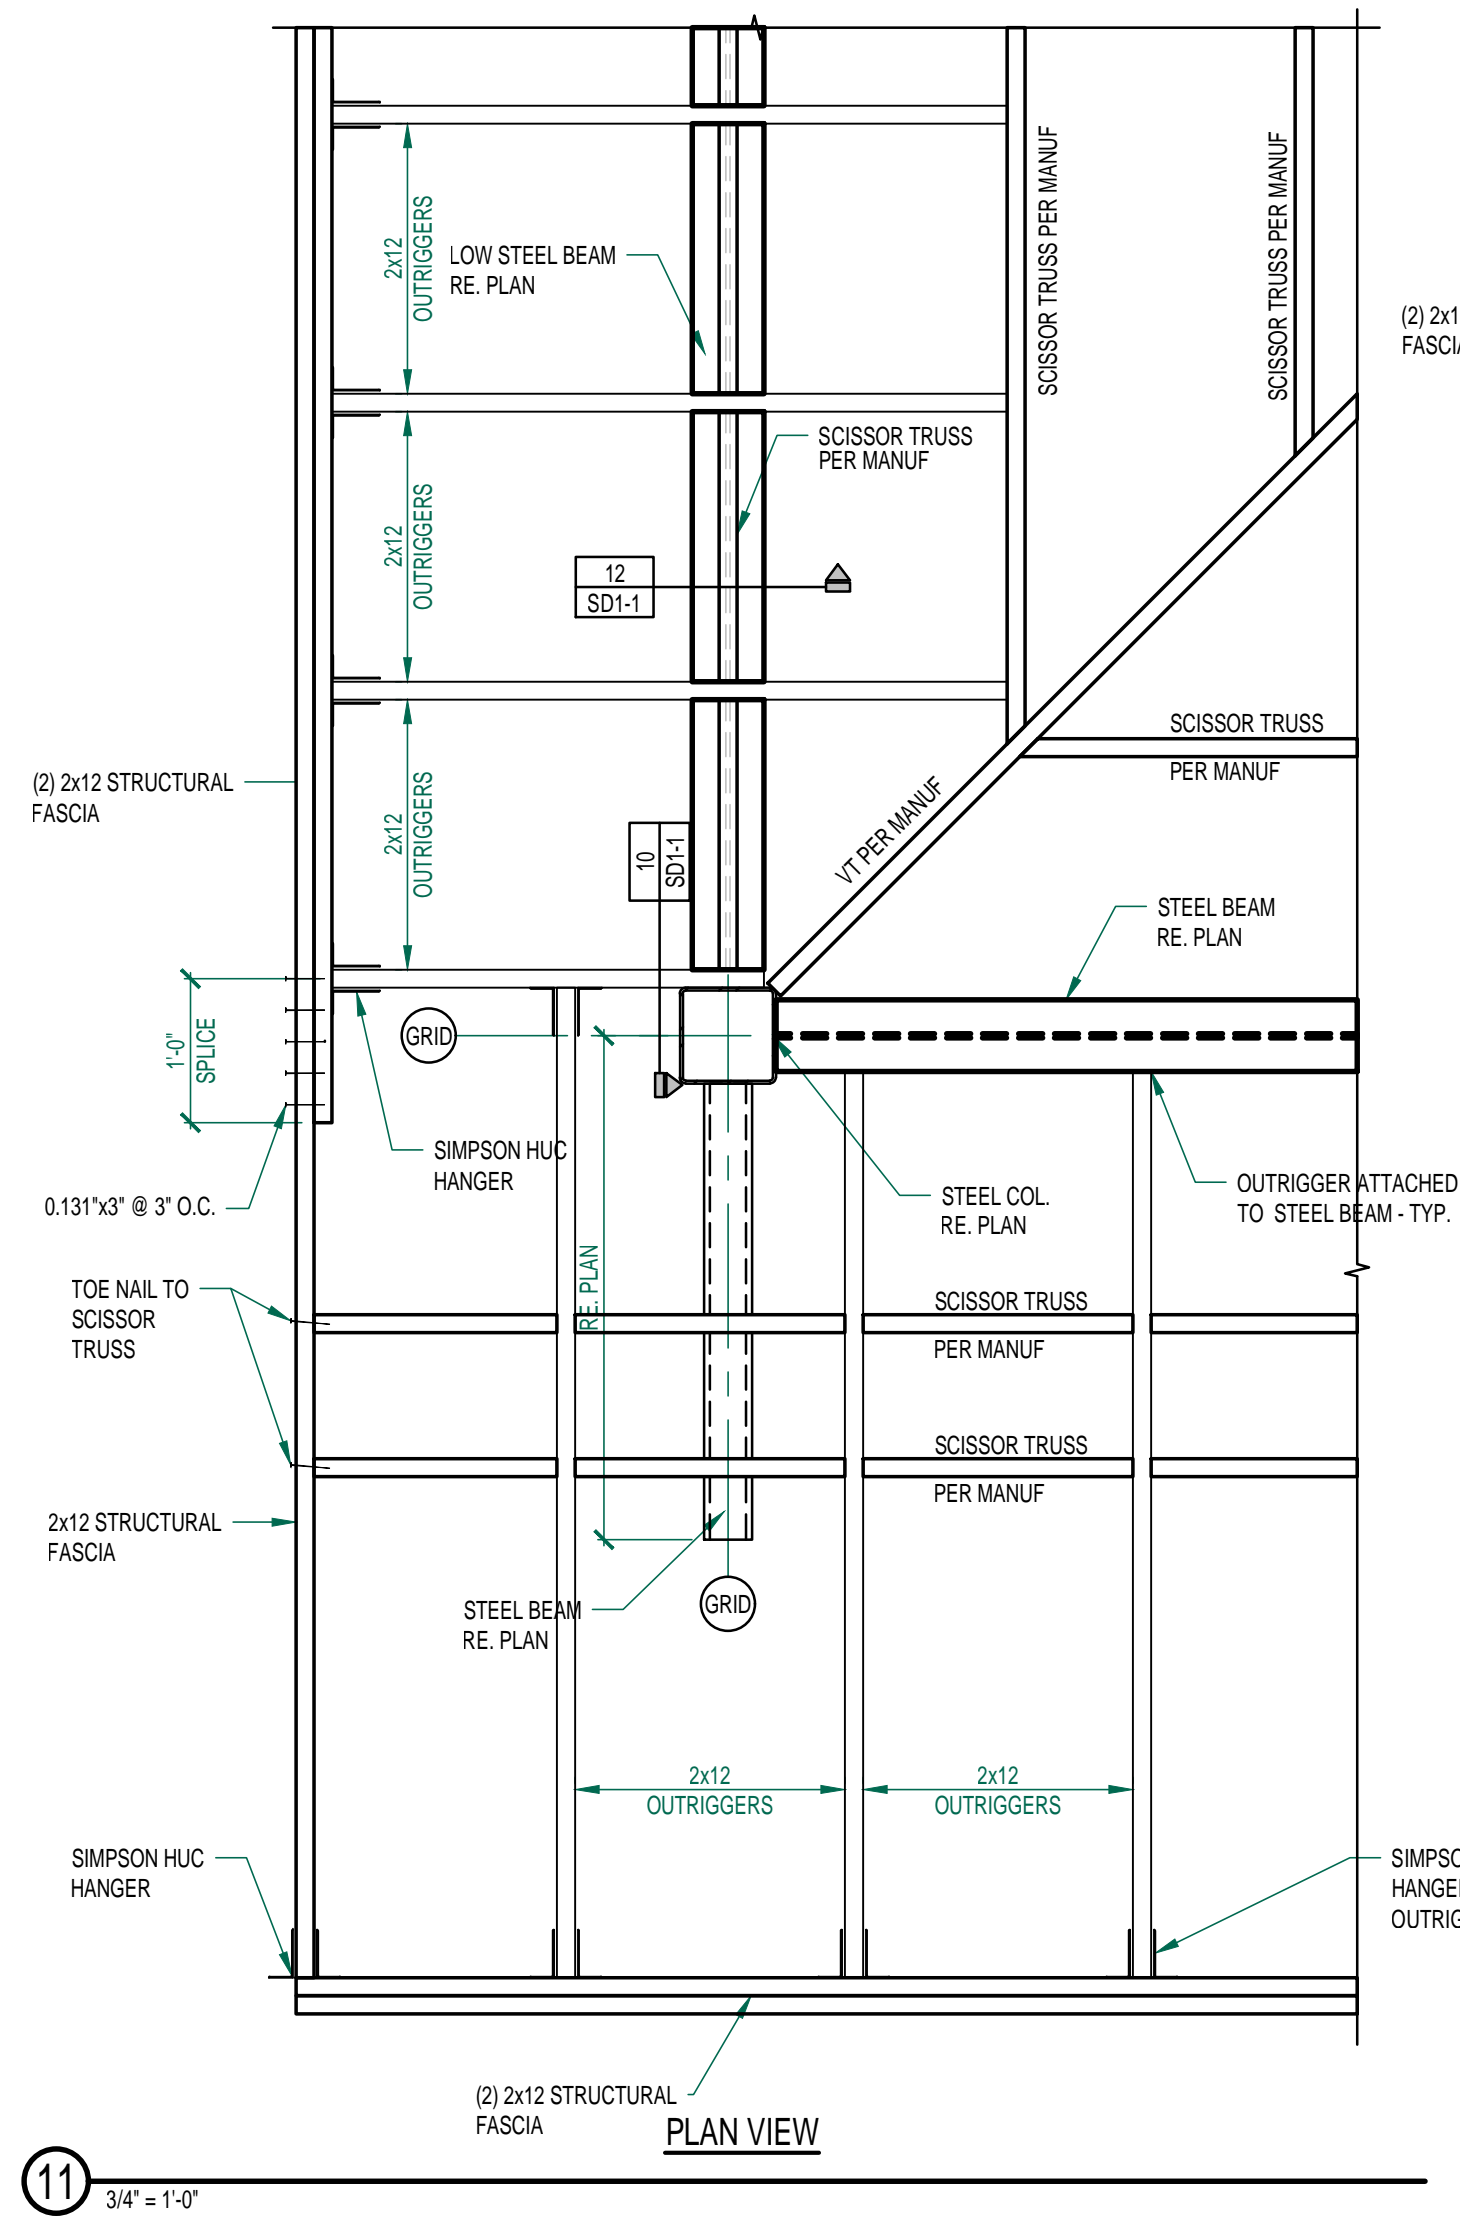 SCISSOR TRUSS PER MANUF
SCISSOR TRUSS PER MANUF
2x12
OUTRIGGERS
LOW STEEL BEAM
RE. PLAN
FASCIA
SCISSOR TRUSS
PER MANUF
2x12
OUTRIGGERS
12
SD1-1
SCISSOR TRUSS
PER MANUF
(2) 2x12 STRUCTURAL
FASCIA
2x12
OUTRIGGERS
10
SD1-1
VT PER MANUF
STEEL BEAM
RE. PLAN
1'-0"
SPLICE
GRID
SIMPSON HUC
HANGER
0.131"x3" @ 3" O.C.
STEEL COL.
RE. PLAN
OUTRIGGER ATTACHED
TO STEEL BEAM - TYP.
TOE NAIL TO
SCISSOR
TRUSS
RE. PLAN
SCISSOR TRUSS
PER MANUF
SCISSOR TRUSS
PER MANUF
2x12 STRUCTURAL
FASCIA
STEEL BEAM
RE. PLAN
GRID
2x12
OUTRIGGERS
2x12
OUTRIGGERS
SIMPSON HUC
HANGER
(2) 2x12 STRUCTURAL
FASCIA
PLAN VIEW
11
3/4" = 1'-0"